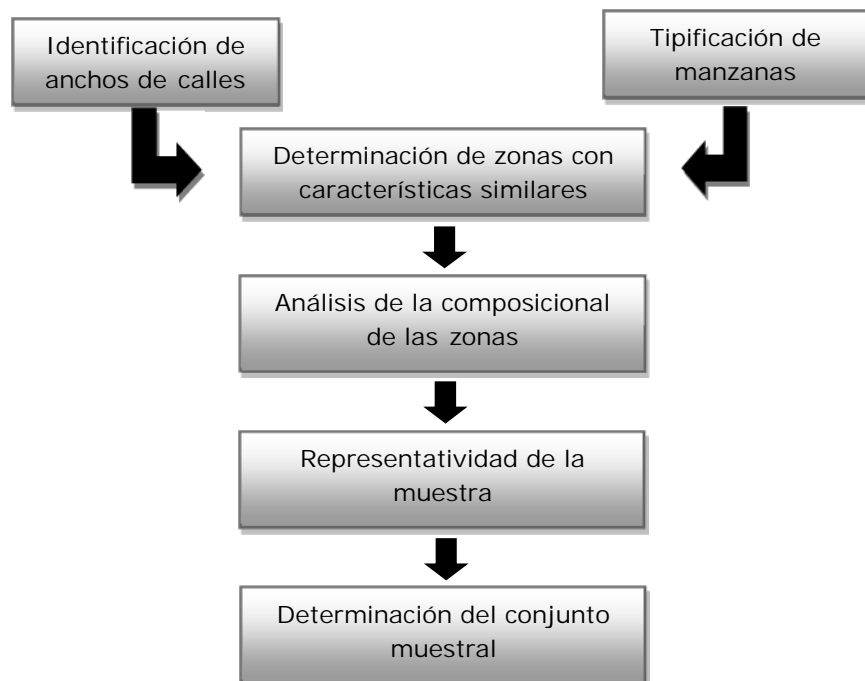 Identificación de
anchos de calles
Tipificación de
manzanas
Determinación de zonas con
características similares
Análisis de la composicional
de las zonas
Representatividad de la
muestra
Determinación del conjunto
muestral